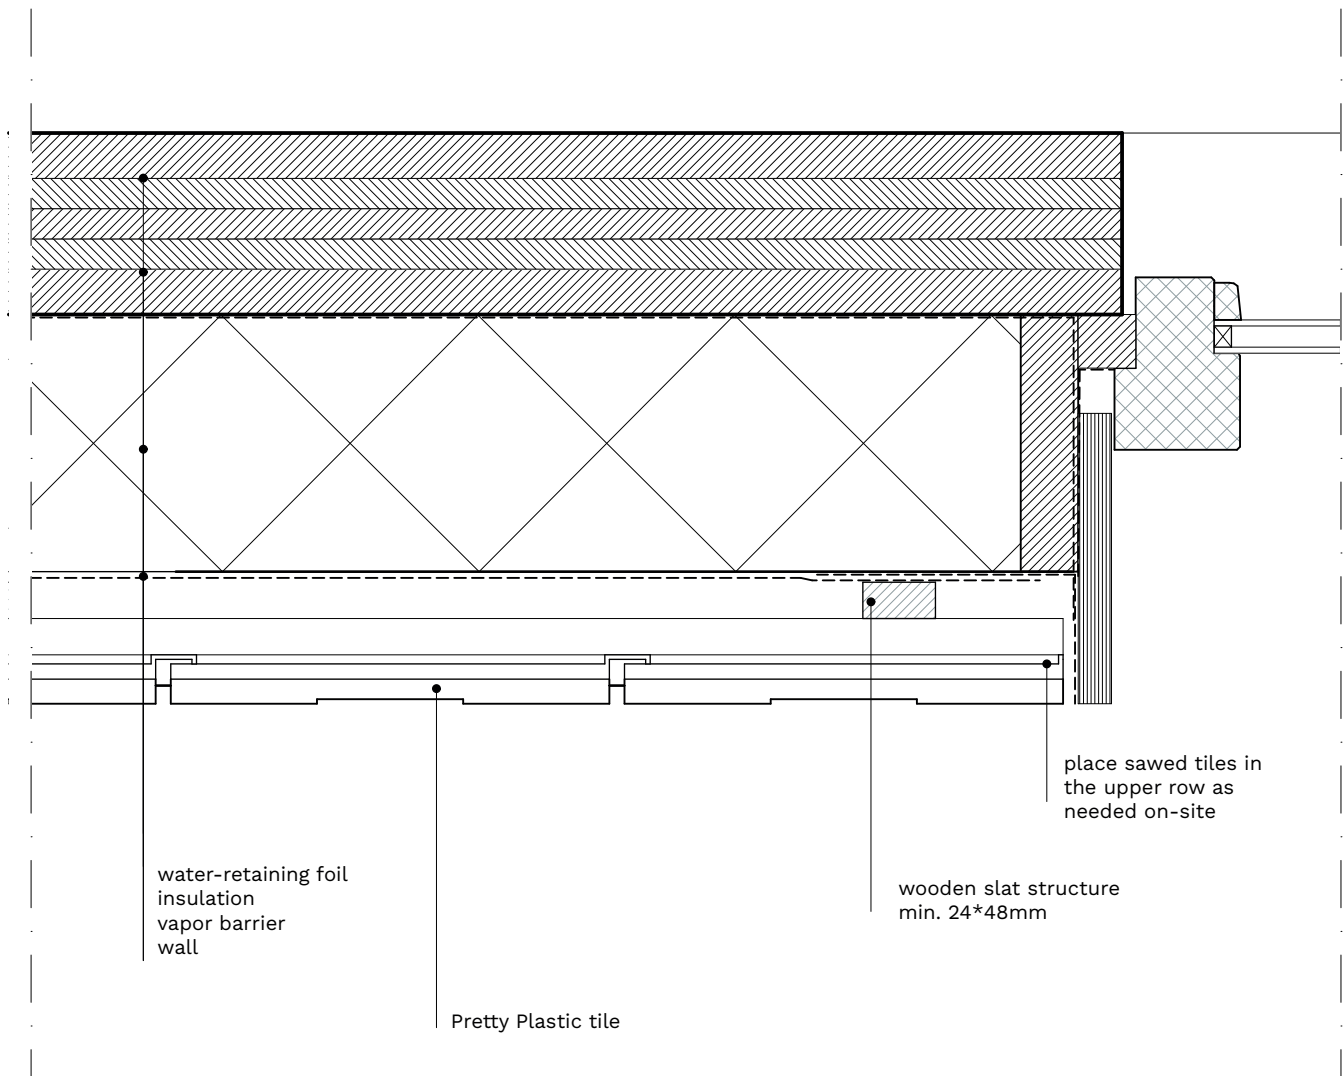 place sawed tiles in
the upper row as
needed on-site
water-retaining foil
insulation
vapor barrier
wall
wooden slat structure
min. 24*48mm
Pretty Plastic tile